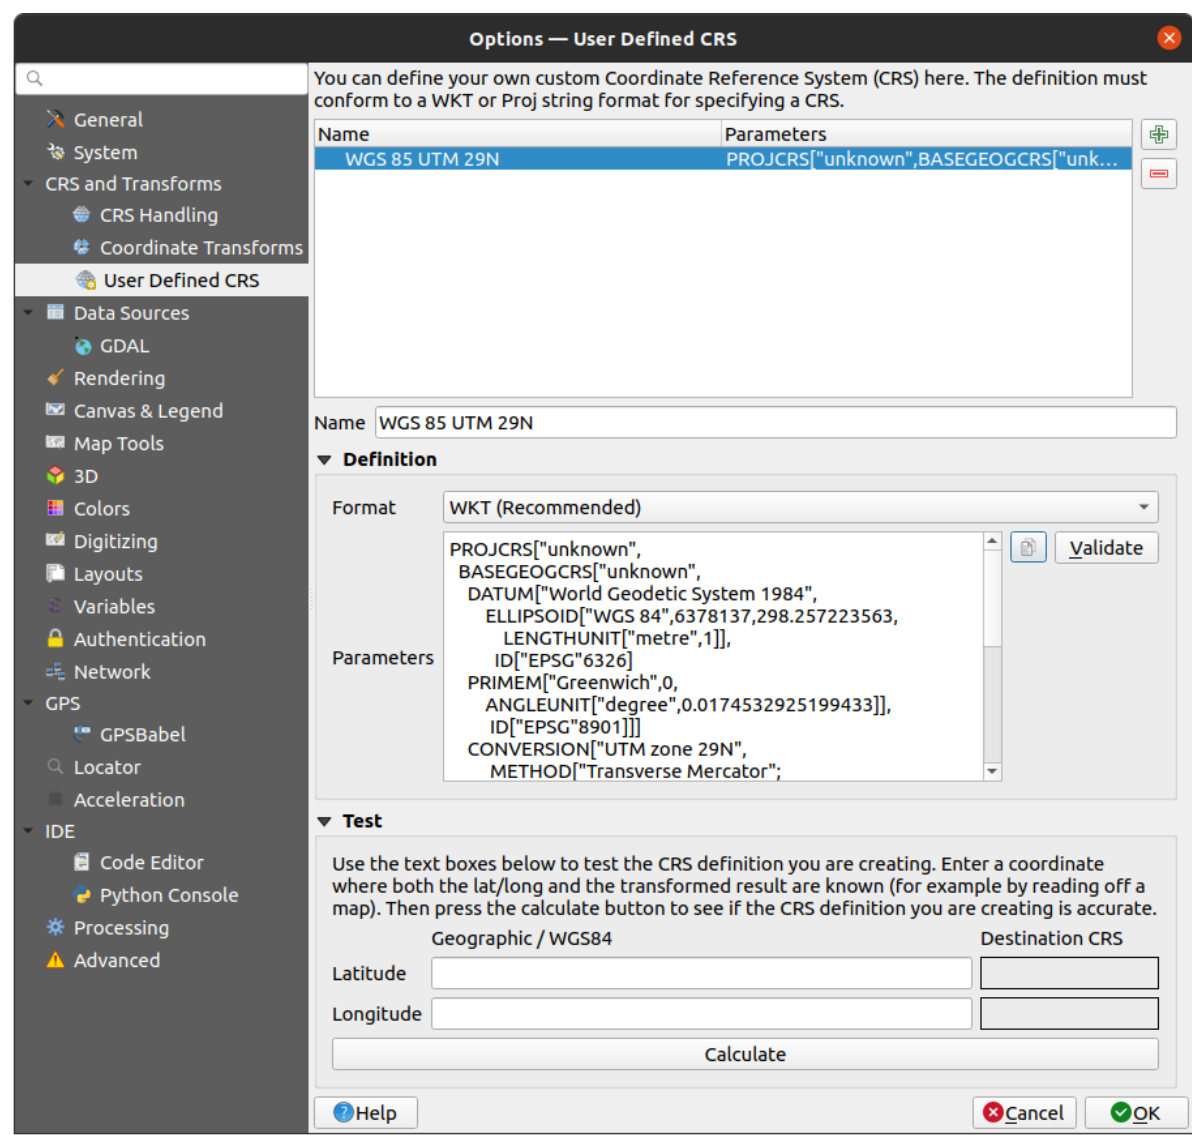 Options — User Defined CRS
You can define your own custom Coordinate Reference System (CRS) here. The definition must
conform to a WKT or Proj string format for specifying a CRS.
General
System
CRS and Transforms
CRS Handling
Coordinate Transforms
User Defined CRS
Data Sources
GDAL
Rendering
Canvas & Legend
Map Tools
3D
Colors
Digitizing
Layouts
Variables
Authentication
Network
GPS
GPSBabel
Locator
Acceleration
IDE
Code Editor
Python Console
Processing
Advanced
Name Parameters
WGS 85 UTM 29N PROJCRS["unknown",BASEGEOGCRS["unk...
Name WGS 85 UTM 29N
Definition
Format WKT (Recommended)
Parameters
PROJCRS["unknown",
BASEGEOGCRS["unknown",
DATUM["World Geodetic System 1984",
ELLIPSOID["WGS 84",6378137,298.257223563,
LENGTHUNIT["metre",1]],
ID["EPSG"6326]
PRIMEM["Greenwich",0,
ANGLEUNIT["degree",0.0174532925199433]],
ID["EPSG"8901]]]
CONVERSION["UTM zone 29N",
METHOD["Transverse Mercator";
Validate
Test
Use the text boxes below to test the CRS definition you are creating. Enter a coordinate
where both the lat/long and the transformed result are known (for example by reading off a
map). Then press the calculate button to see if the CRS definition you are creating is accurate.
Geographic / WGS84 Destination CRS
Latitude
Longitude
Calculate
Help Cancel OK